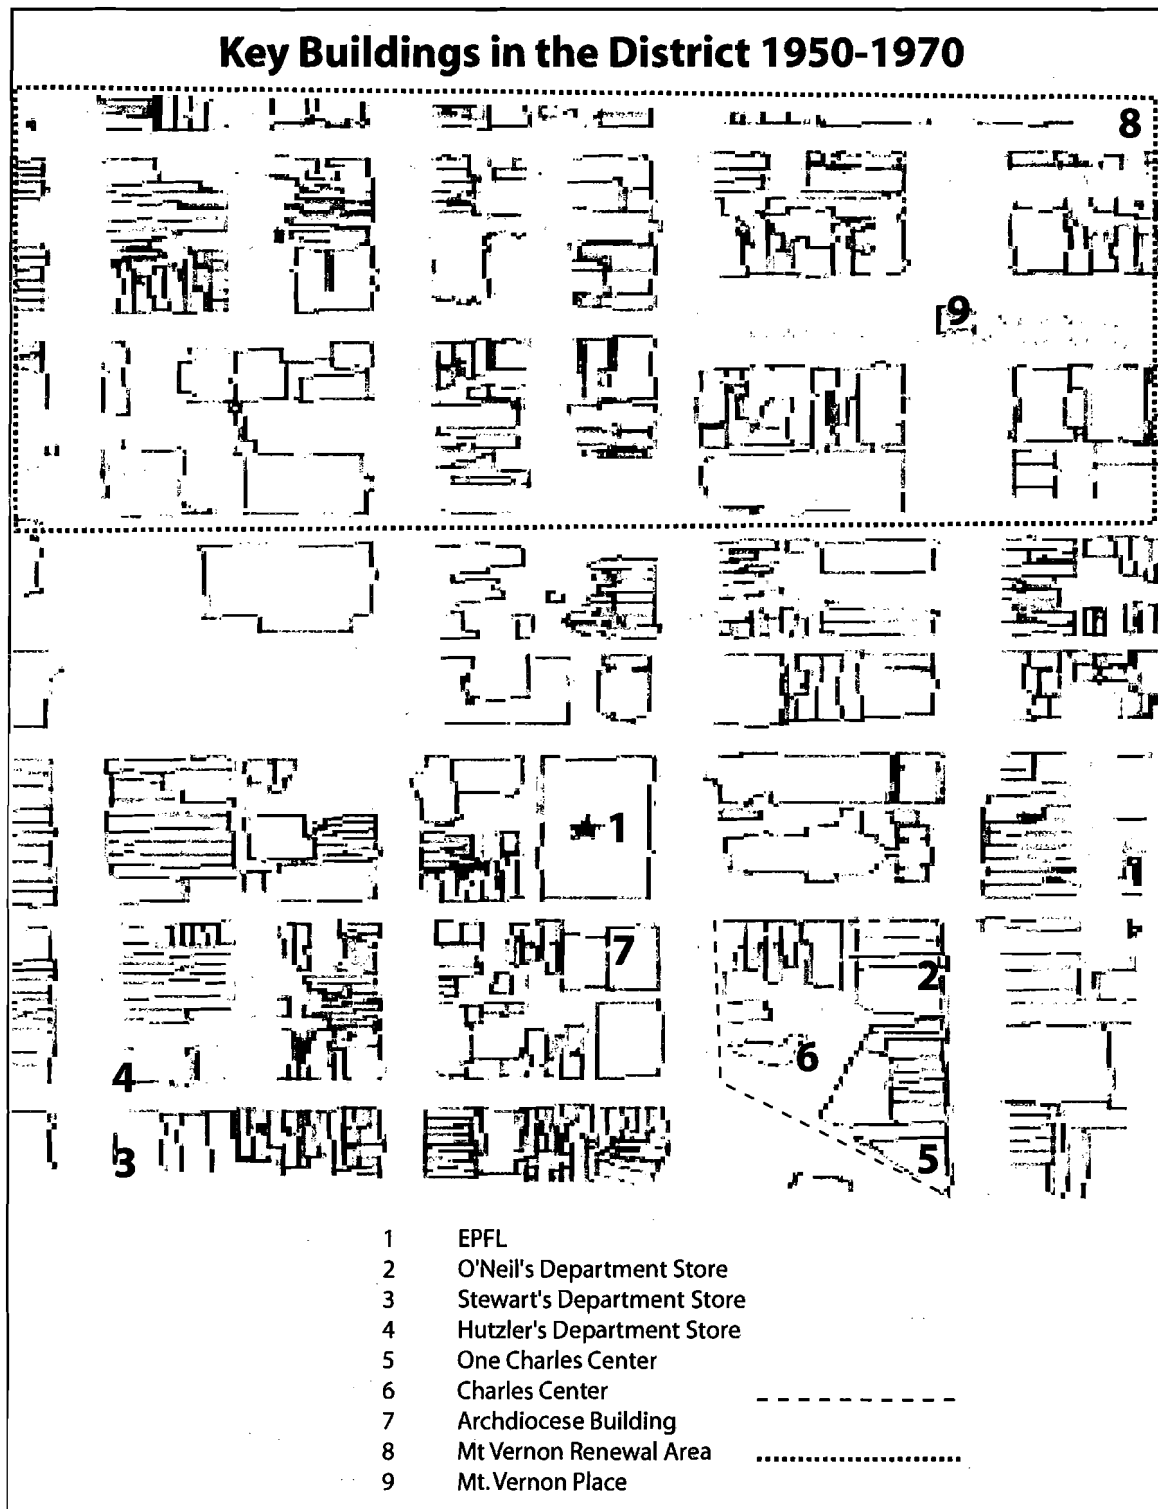 Key Buildings in the District 1950-1970
8
9
1
7
2
6
4
3
5
1 EPFL
2 O'Neil's Department Store
3 Stewart's Department Store
4 Hutzler's Department Store
5 One Charles Center
6 Charles Center
7 Archdiocese Building
8 Mt Vernon Renewal Area
9 Mt. Vernon Place